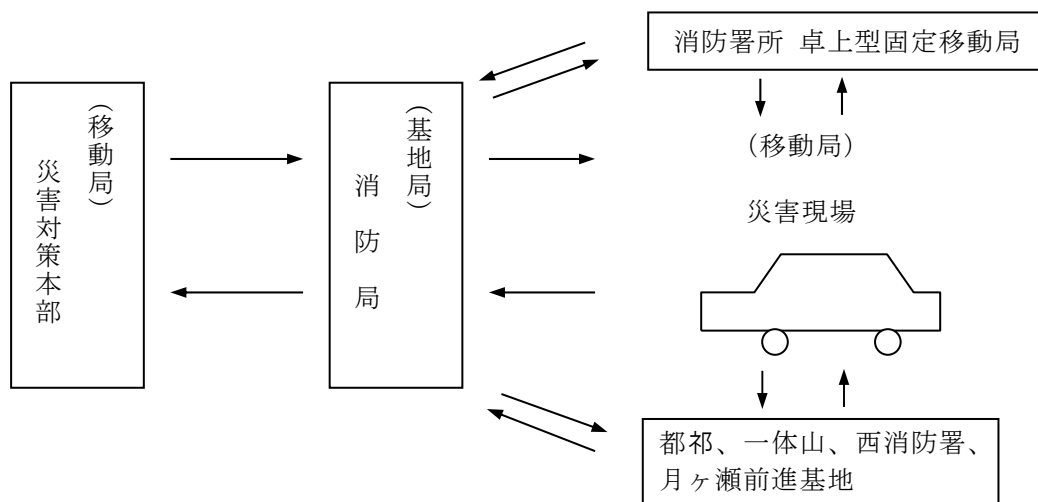 （移動局）
災害対策本部
（基地局）
消防局
消防署所 卓上型固定移動局
（移動局）
災害現場
都祁、一体山、西消防署、
月ヶ瀬前進基地